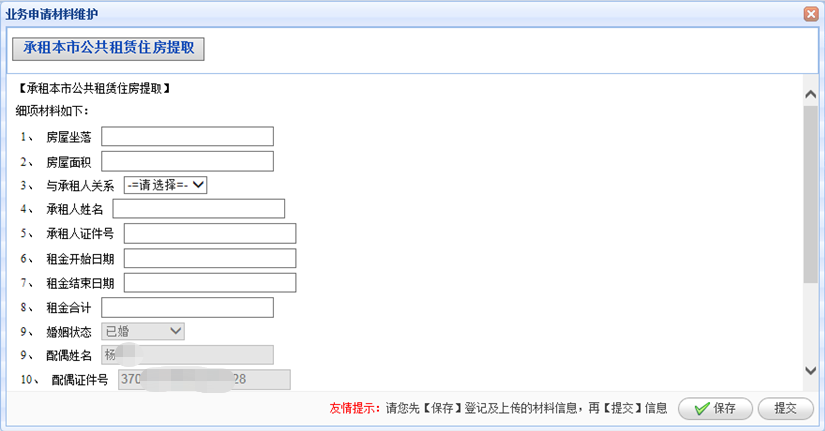 业务申请材料维护
承租本市公共租赁住房提取
【承租本市公共租赁住房提取】
细项材料如下:
1、 房屋坐落
2、 房屋面积
3、 与承租人关系 -=请选择=-
4、 承租人姓名
5、 承租人证件号
6、 租金开始日期
7、 租金结束日期
8、 租金合计
9、 婚姻状态 已婚
9、 配偶姓名 杨
10、 配偶证件号 370 28
友情提示:请您先【保存】登记及上传的材料信息，再【提交】信息 保存 提交